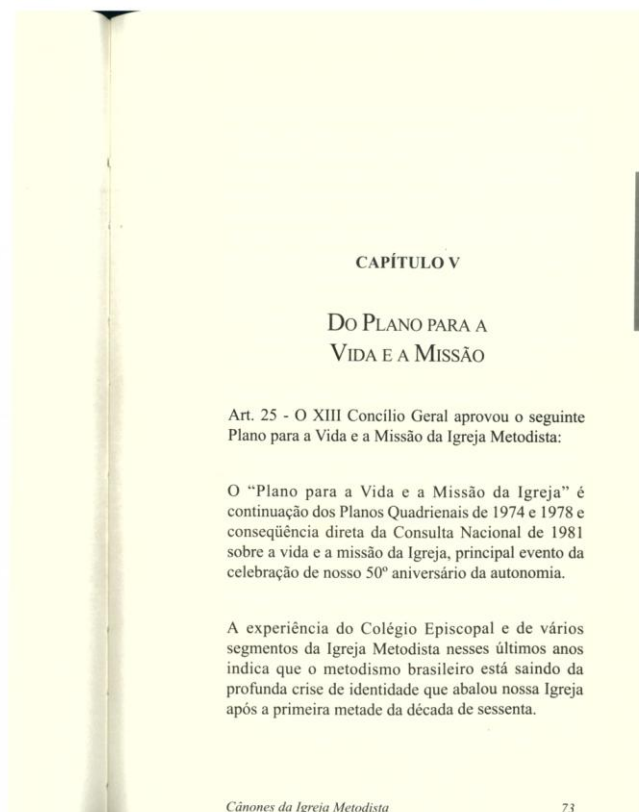 CAPÍTULO V
DO PLANO PARA A
VIDA E A MISSÃO
Art. 25 - O XIII Concílio Geral aprovou o seguinte
Plano para a Vida e a Missão da Igreja Metodista:
O “Plano para a Vida e a Missão da Igreja” é
continuação dos Planos Quadrienais de 1974 e 1978 e
conseqüência direta da Consulta Nacional de 1981
sobre a vida e a missão da Igreja, principal evento da
celebração de nosso 50º aniversário da autonomia.
A experiência do Colégio Episcopal e de vários
segmentos da Igreja Metodista nesses últimos anos
indica que o metodismo brasileiro está saindo da
profunda crise de identidade que abalou nossa Igreja
após a primeira metade da década de sessenta.
Cânones da Igreja Metodista 73